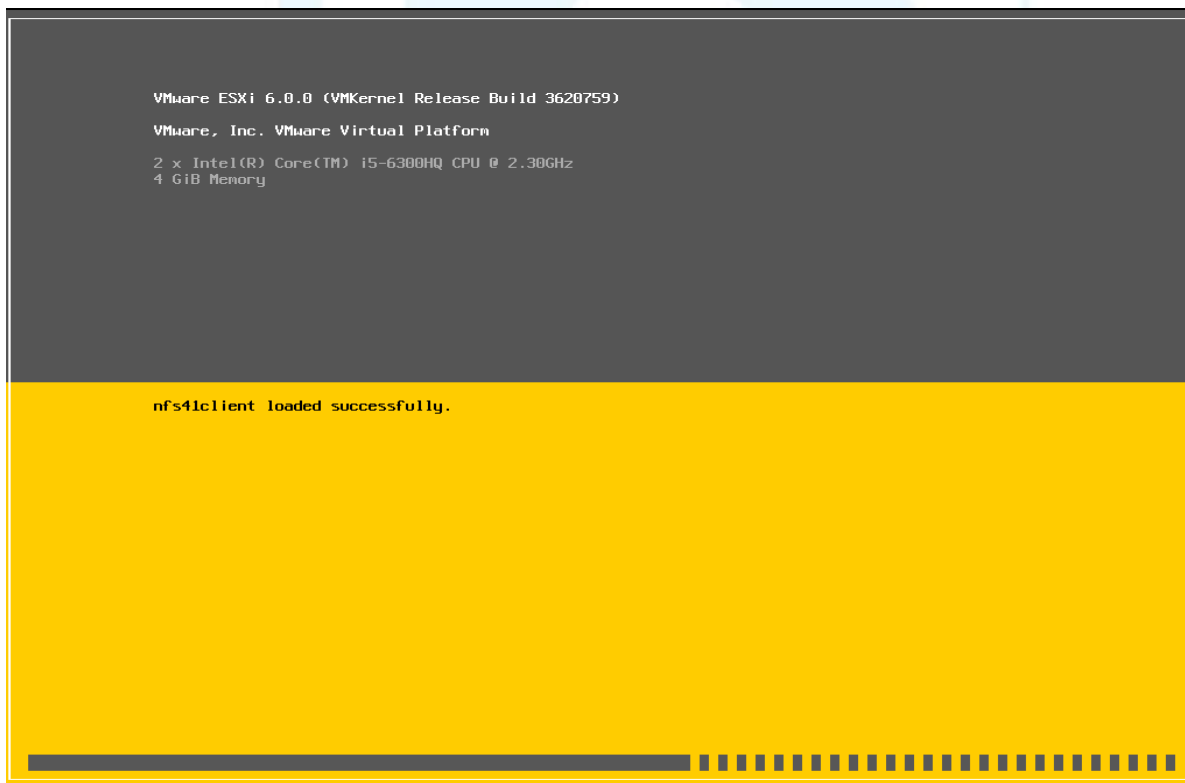 VMware ESXi 6.0.0 (VMKernel Release Build 3620759)
VMware, Inc. VMware Virtual Platform
2 x Intel(R) Core(TM) i5-6300HQ CPU @ 2.30GHz
4 GiB Memory
nfs41client loaded successfully.